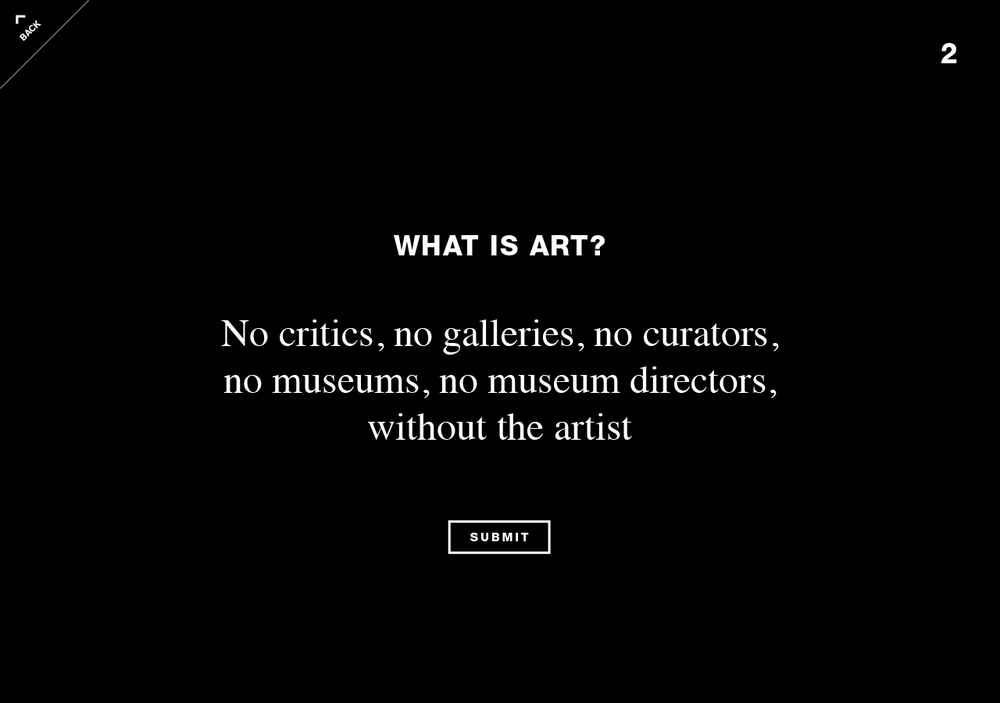 BACK
2
WHAT IS ART?
No critics, no galleries, no curators,
no museums, no museum directors,
without the artist
SUBMIT